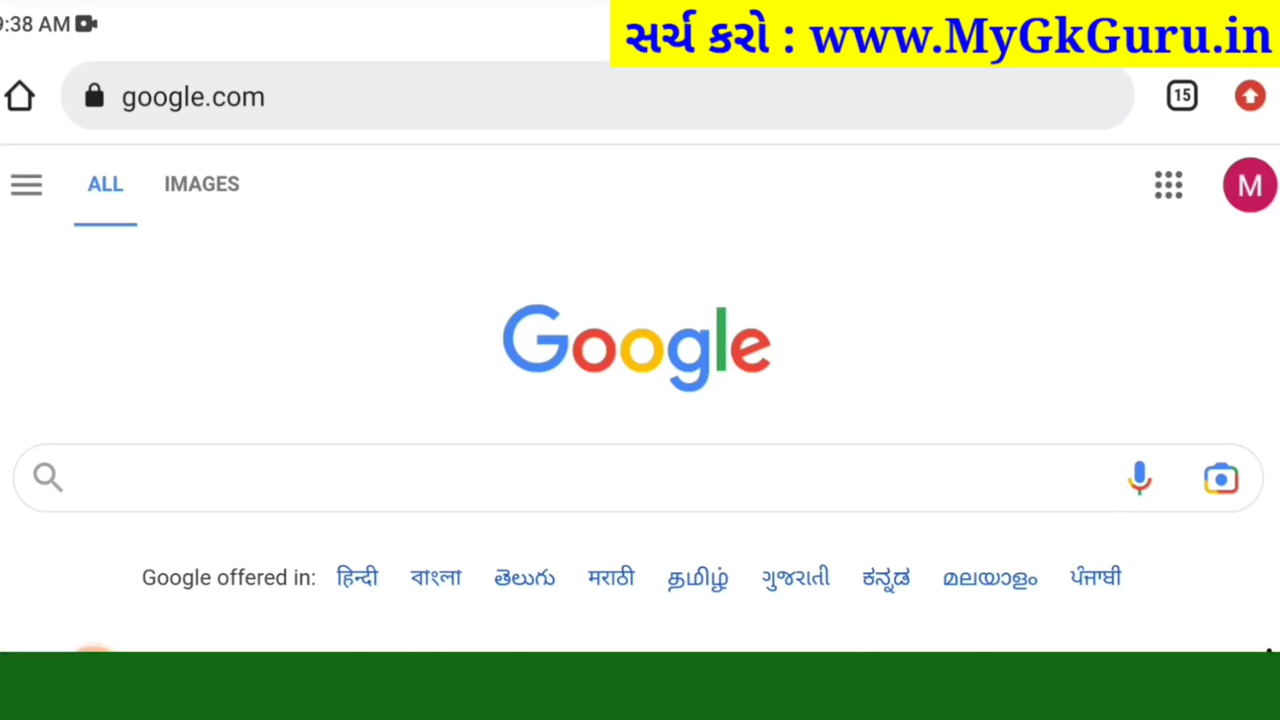 9:38 AM
સર્ચ કરો : www.MyGkGuru.in
google.com
15
ALL IMAGES
M
Google
Google offered in: हिन्दी বাংলা తెలుగు मराठी தமிழ் ગુજરાતી ಕನ್ನಡ മലയാളം ਪੰਜਾਬੀ